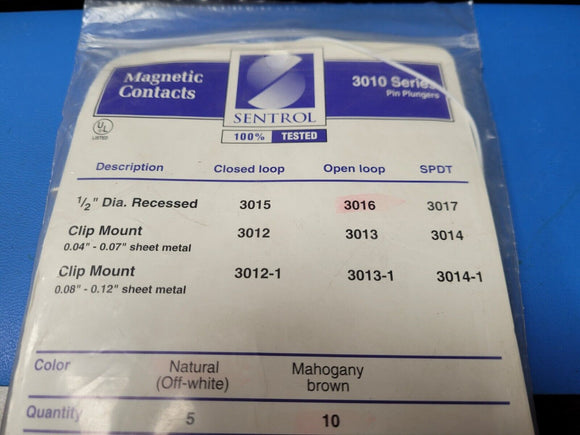 Magnetic
Contacts
SENTROL
100% TESTED
3010 Series
Pin Plungers
UL
LISTED
Description Closed loop Open loop SPDT
1/2" Dia. Recessed 3015 3016 3017
Clip Mount 3012 3013 3014
0.04" - 0.07" sheet metal
Clip Mount 3012-1 3013-1 3014-1
0.08" - 0.12" sheet metal
Color Natural Mahogany
(Off-white) brown
Quantity 5 10